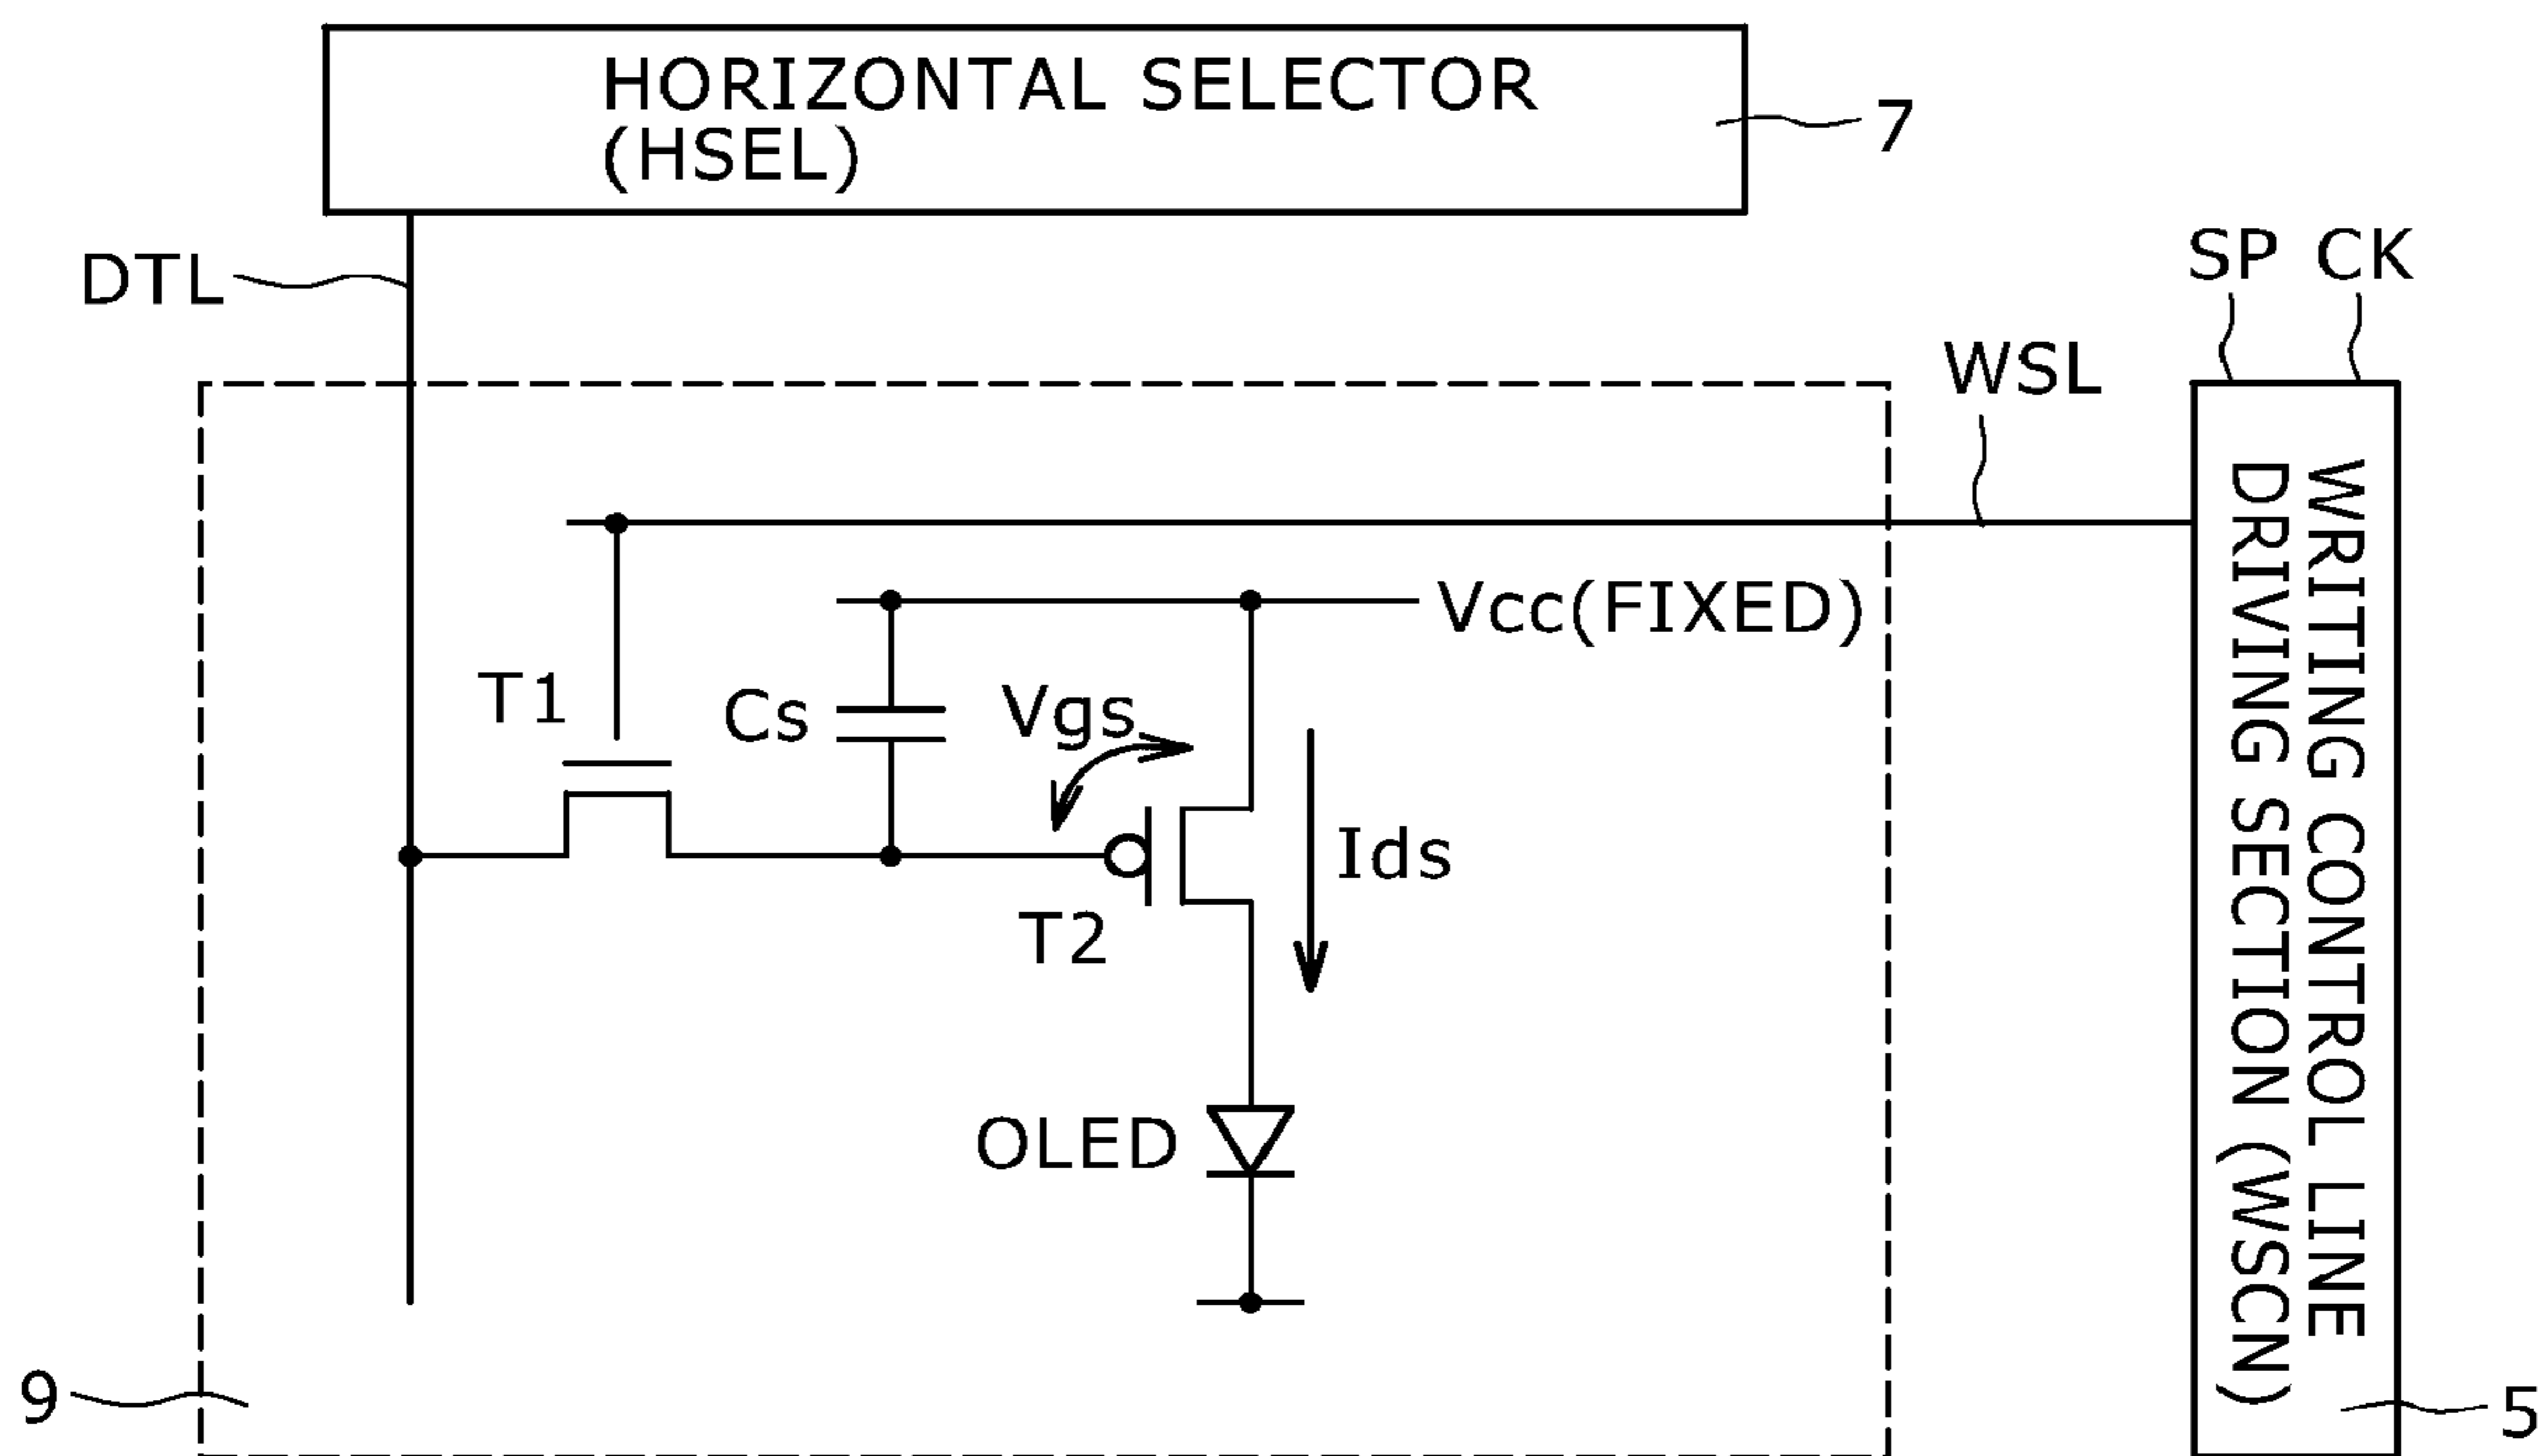 HORIZONTAL SELECTOR
(HSEL)
7
DTL
SP CK
WSL
WRITING CONTROL LINE
DRIVING SECTION (WSCN)
Vcc(FIXED)
T1
Cs
Vgs
Ids
T2
OLED
9
5